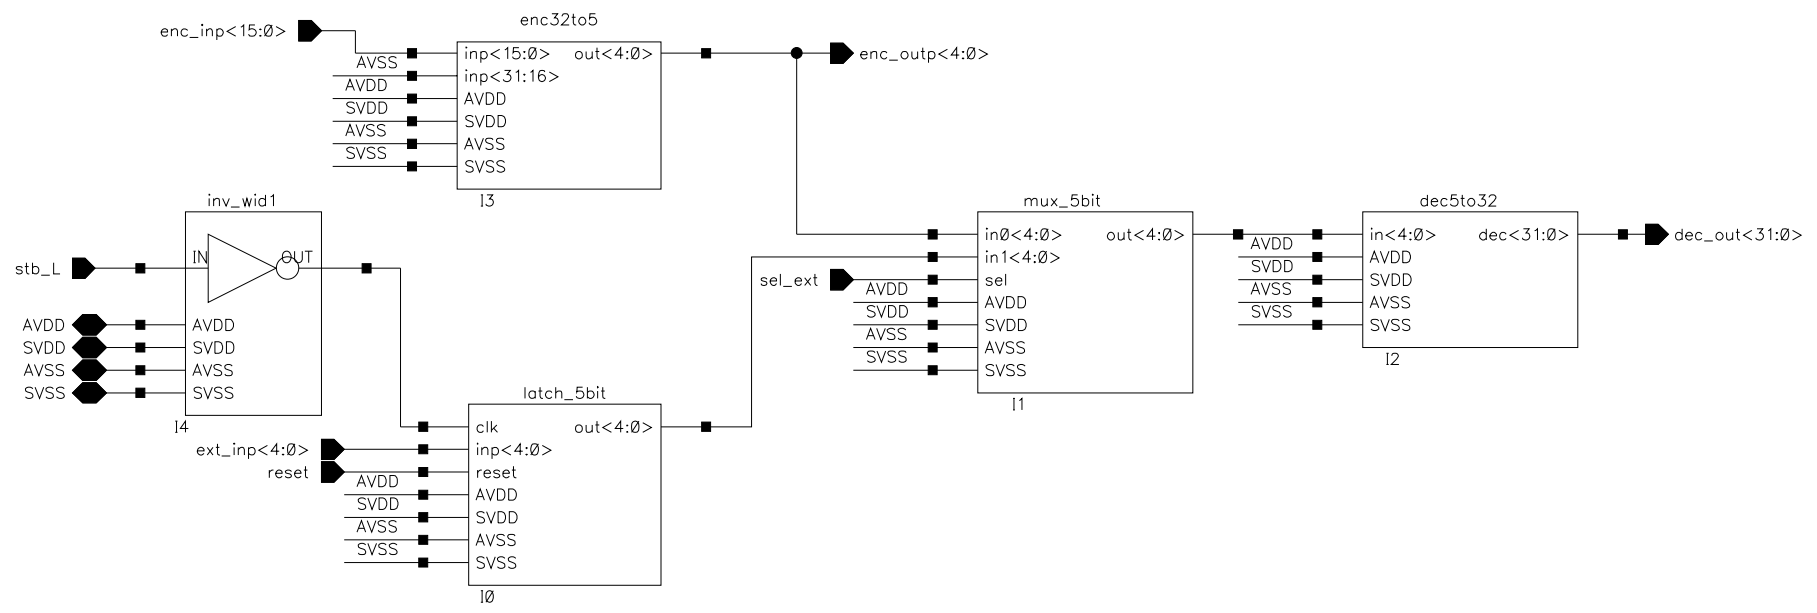 enc32to5
enc_inp<15:0>
inp<15:0>
out<4:0>
enc_outp<4:0>
AVSS
inp<31:16>
AVDD
AVDD
SVDD
SVDD
AVSS
AVSS
SVSS
SVSS
I3
inv_wid1
IN
OUT
stb_L
AVDD
AVDD
SVDD
SVDD
AVSS
AVSS
SVSS
SVSS
I4
latch_5bit
clk
out<4:0>
ext_inp<4:0>
inp<4:0>
reset
reset
AVDD
AVDD
SVDD
SVDD
AVSS
AVSS
SVSS
SVSS
I0
mux_5bit
in0<4:0>
out<4:0>
in1<4:0>
sel_ext
sel
AVDD
AVDD
SVDD
SVDD
AVSS
AVSS
SVSS
SVSS
I1
dec5to32
in<4:0>
dec<31:0>
dec_out<31:0>
AVDD
AVDD
SVDD
SVDD
AVSS
AVSS
SVSS
SVSS
I2